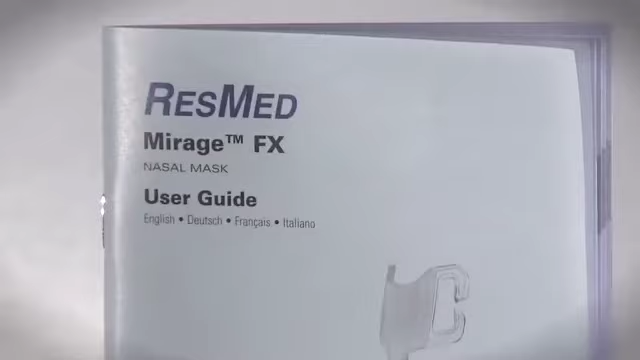 RESMED
Mirage™ FX
NASAL MASK
User Guide
English • Deutsch • Français • Italiano